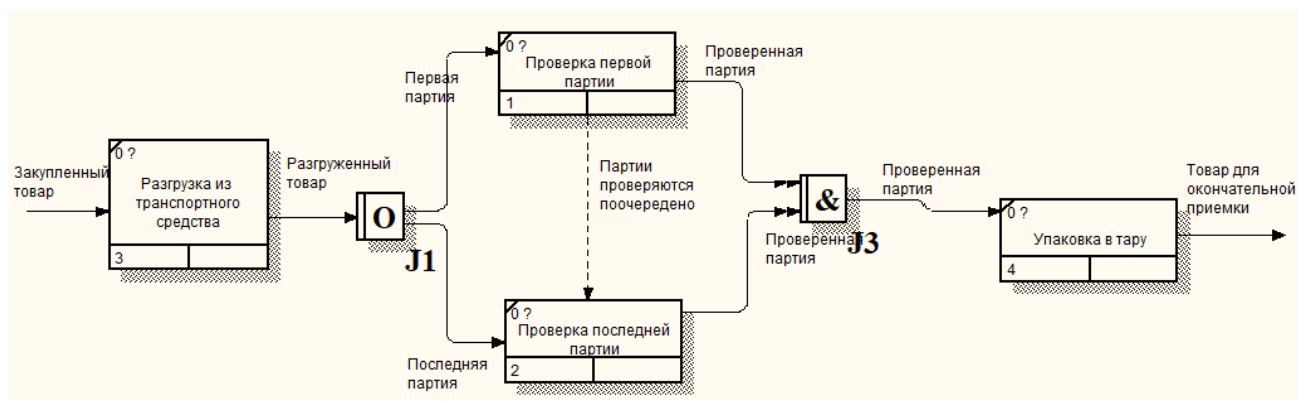 Закупленный
товар
0 ?
Разгрузка из
транспортного
средства
3
Разгруженный
товар
O
J1
Первая
партия
0 ?
Проверка первой
партии
1
Проверенная
партия
Партии
проверяются
поочередено
Последняя
партия
0 ?
Проверка последней
партии
2
Проверенная
партия
&
J3
Проверенная
партия
0 ?
Упаковка в тару
4
Товар для
окончательной
приемки